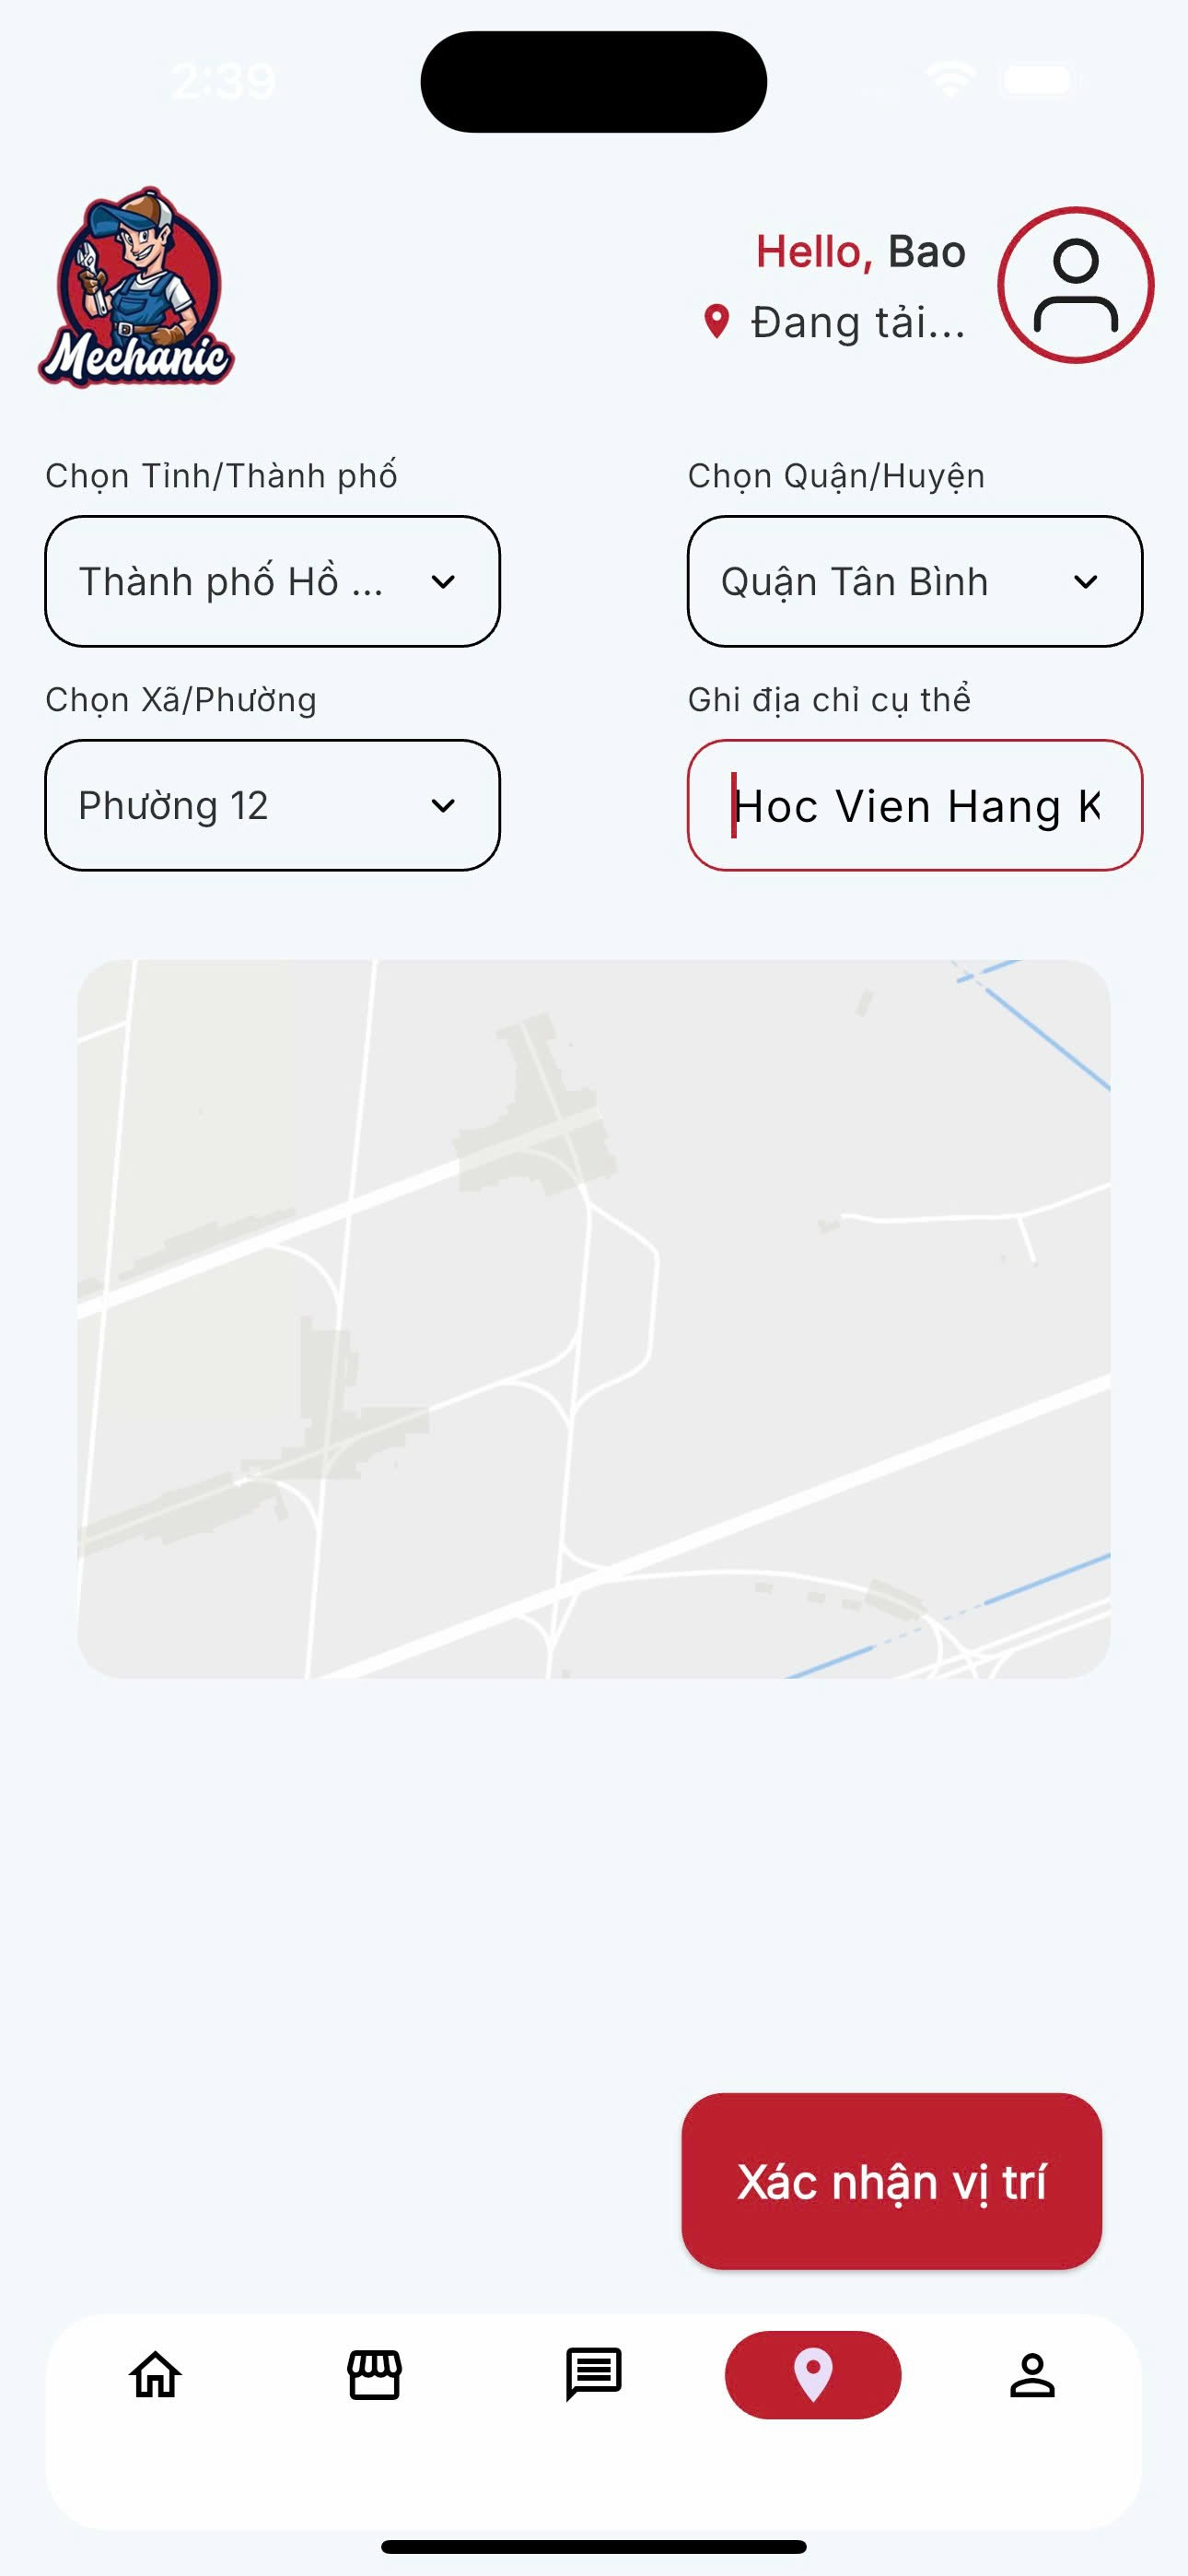 2:39
Mechanic
Hello, Bao
Đang tải...
Chọn Tỉnh/Thành phố
Chọn Quận/Huyện
Thành phố Hồ ...
Quận Tân Bình
Chọn Xã/Phường
Ghi địa chỉ cụ thể
Phường 12
Hoc Vien Hang K
Xác nhận vị trí